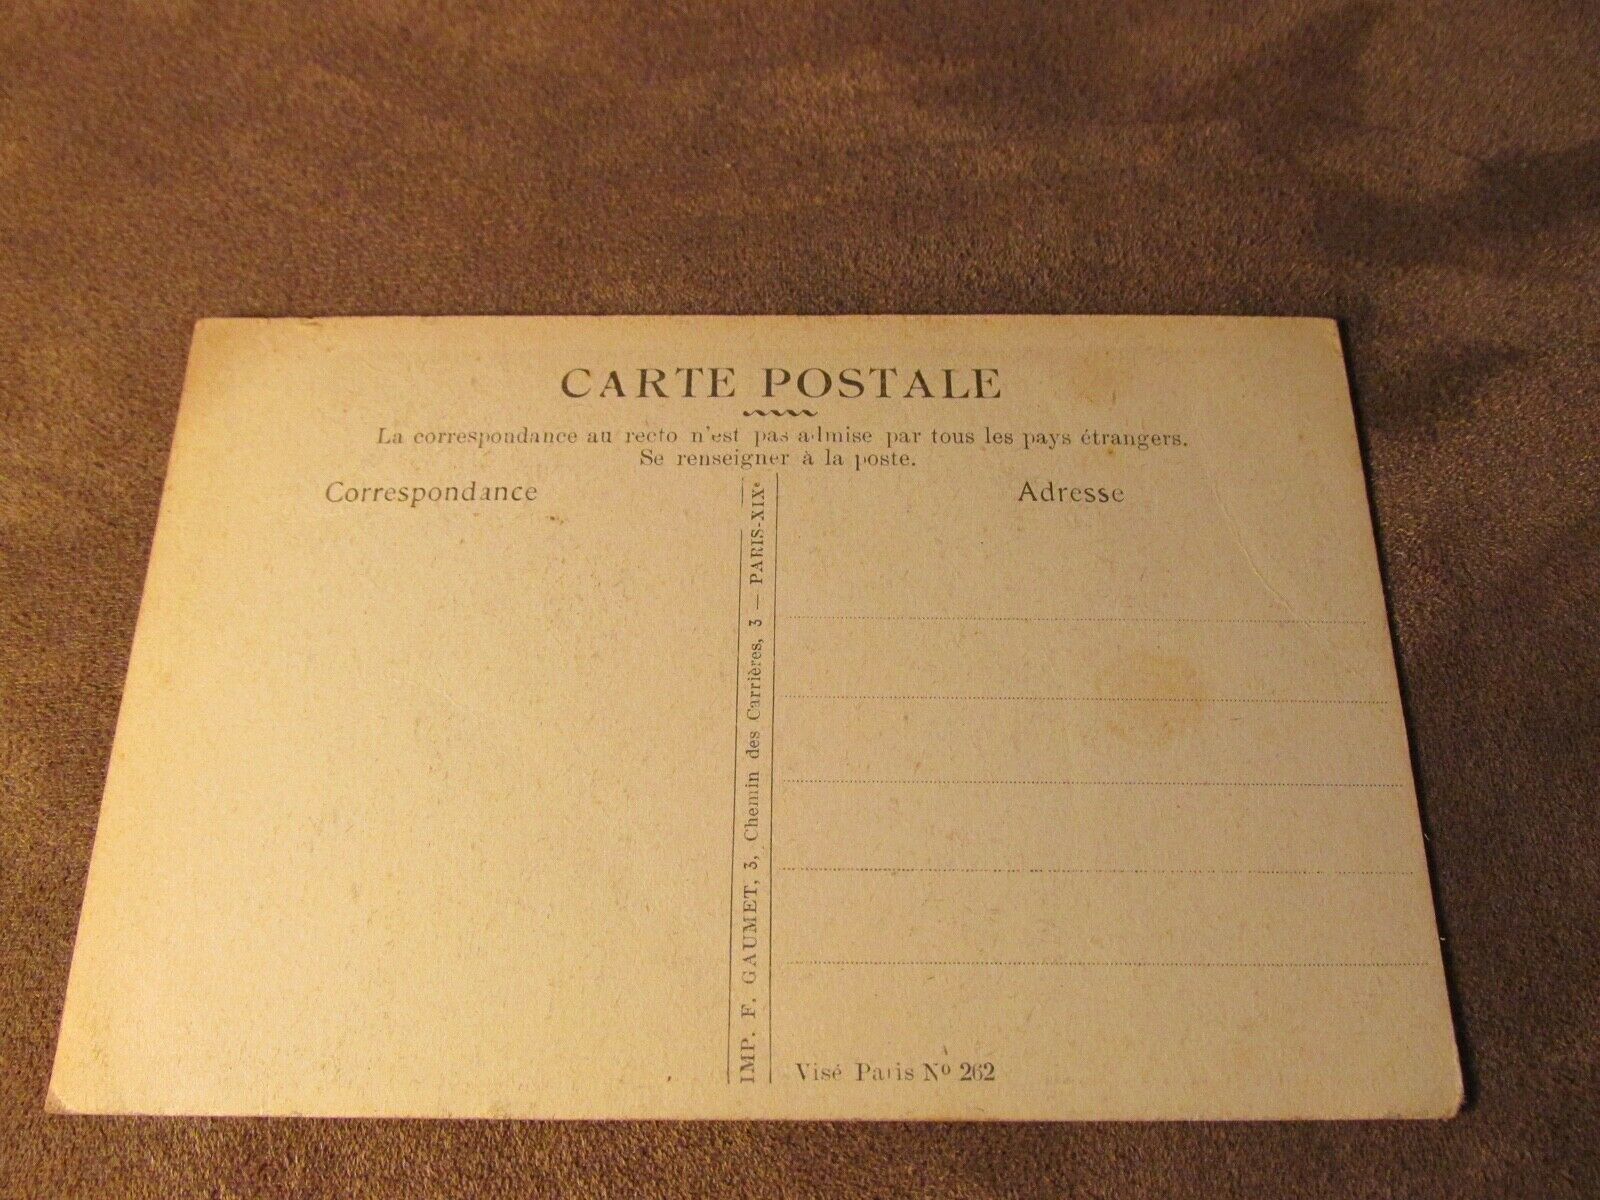 CARTE POSTALE
La correspondance au recto n'est pas admise par tous les pays étrangers.
Se renseigner à la poste.
Correspondance
Adresse
IMP. F. GAUMET, 3, Chemin des Carrières, 3 — PARIS-XIXe
Visé Paris No 262